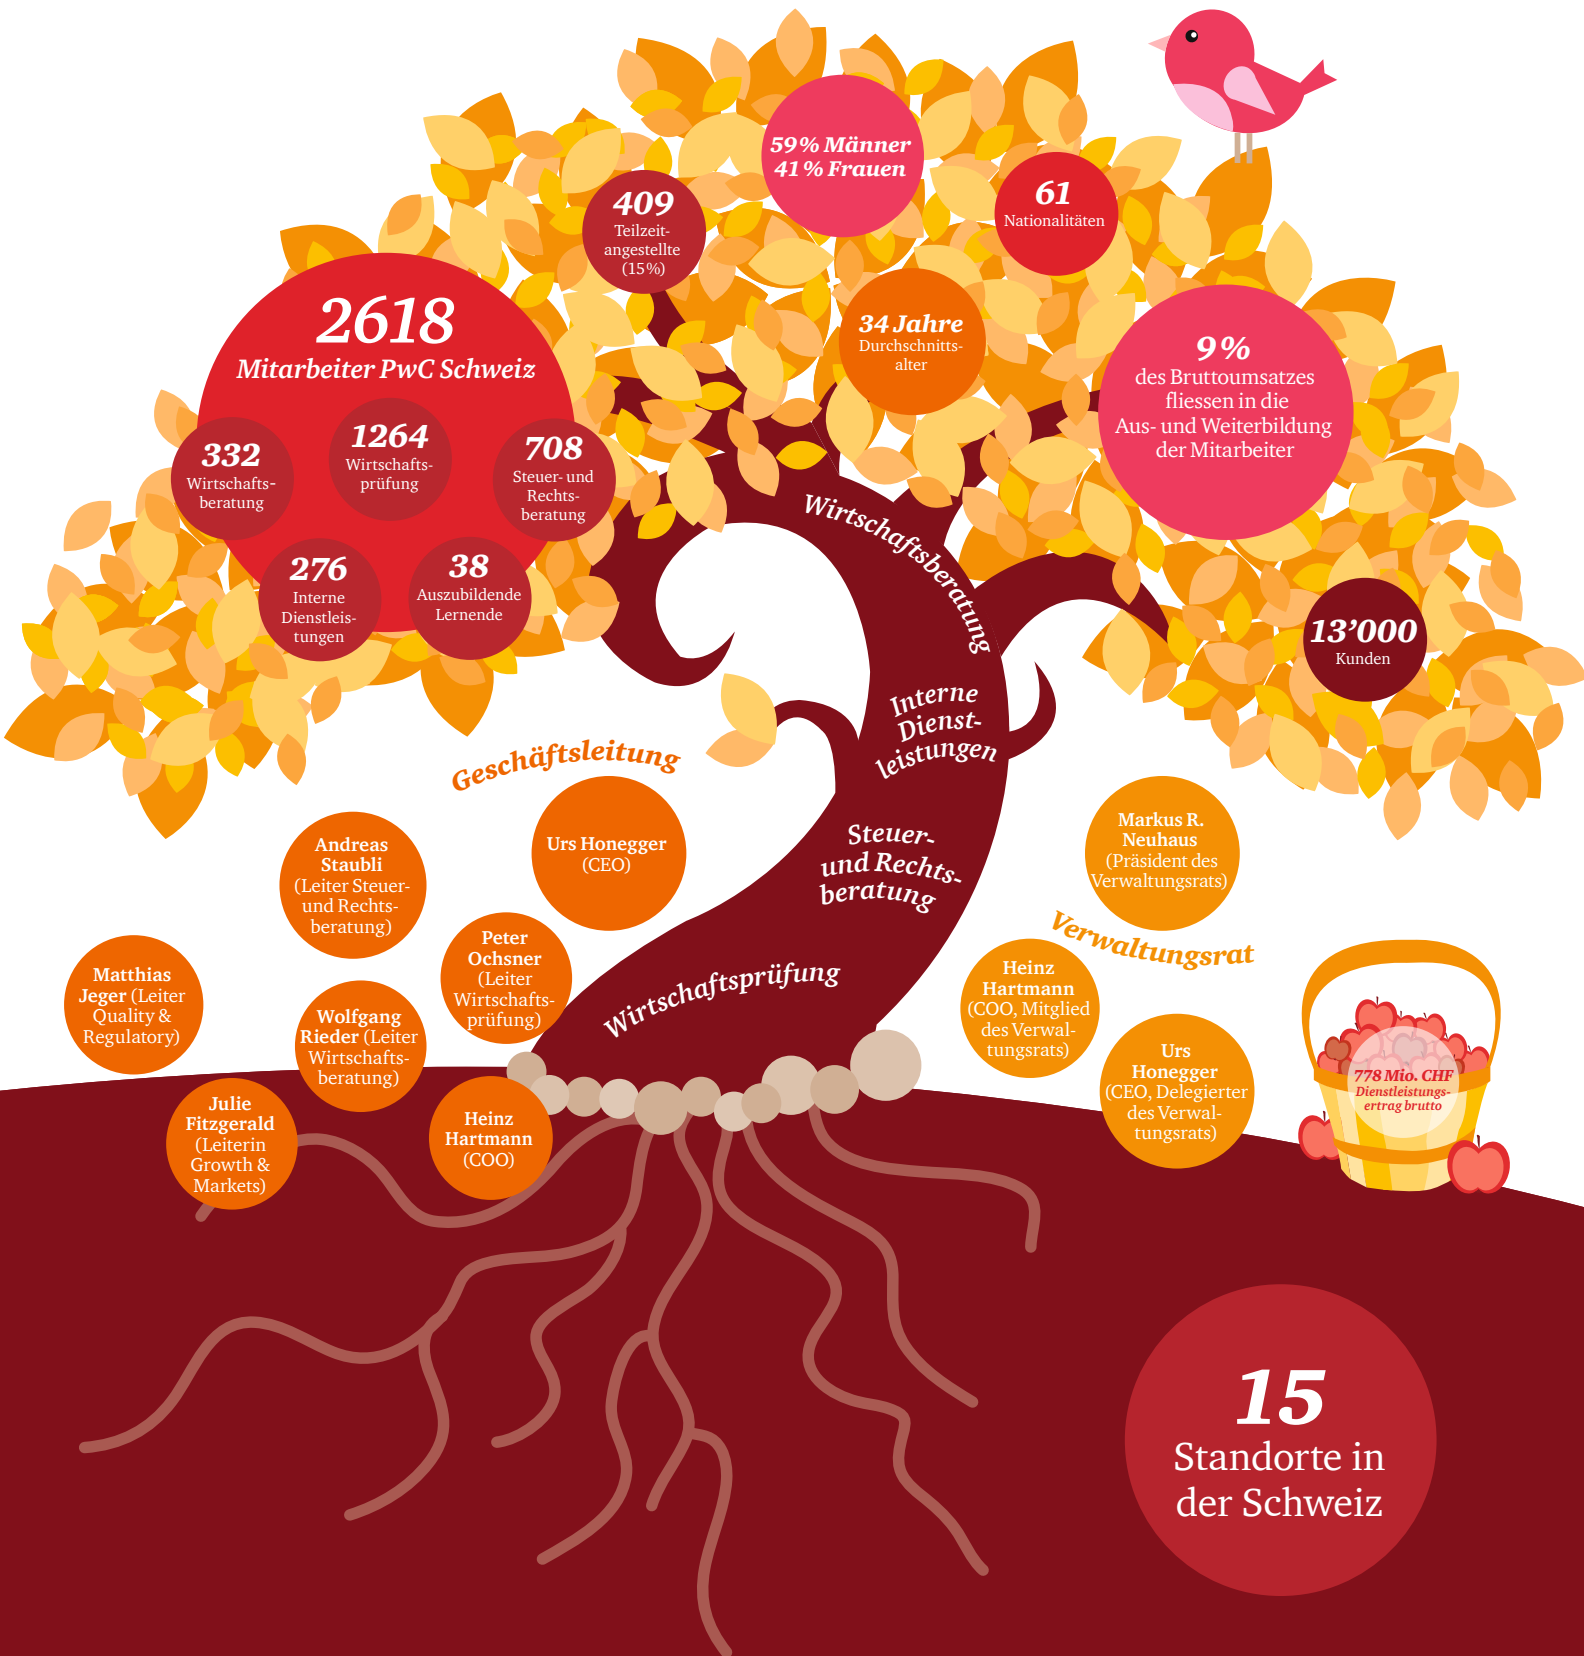 59% Männer
41% Frauen
409
Teilzeit-
angestellte
(15%)
61
Nationalitäten
2618
Mitarbeiter PwC Schweiz
332
Wirtschafts-
beratung
1264
Wirtschafts-
prüfung
708
Steuer- und
Rechts-
beratung
276
Interne
Dienstleis-
tungen
38
Auszubildende
Lernende
34 Jahre
Durchschnitts-
alter
9%
des Bruttoumsatzes
fliessen in die
Aus- und Weiterbildung
der Mitarbeiter
13’000
Kunden
Wirtschaftsberatung
Interne
Dienst-
leistungen
Steuer-
und Rechts-
beratung
Wirtschaftsprüfung
Geschäftsleitung
Urs Honegger
(CEO)
Andreas
Staubli
(Leiter Steuer-
und Rechts-
beratung)
Peter
Ochsner
(Leiter
Wirtschafts-
prüfung)
Matthias
Jeger (Leiter
Quality &
Regulatory)
Wolfgang
Rieder (Leiter
Wirtschafts-
beratung)
Julie
Fitzgerald
(Leiterin
Growth &
Markets)
Heinz
Hartmann
(COO)
Markus R.
Neuhaus
(Präsident des
Verwaltungsrats)
Verwaltungsrat
Heinz
Hartmann
(COO, Mitglied
des Verwal-
tungsrats)
Urs
Honegger
(CEO, Delegierter
des Verwal-
tungsrats)
778 Mio. CHF
Dienstleistungs-
ertrag brutto
15
Standorte in
der Schweiz